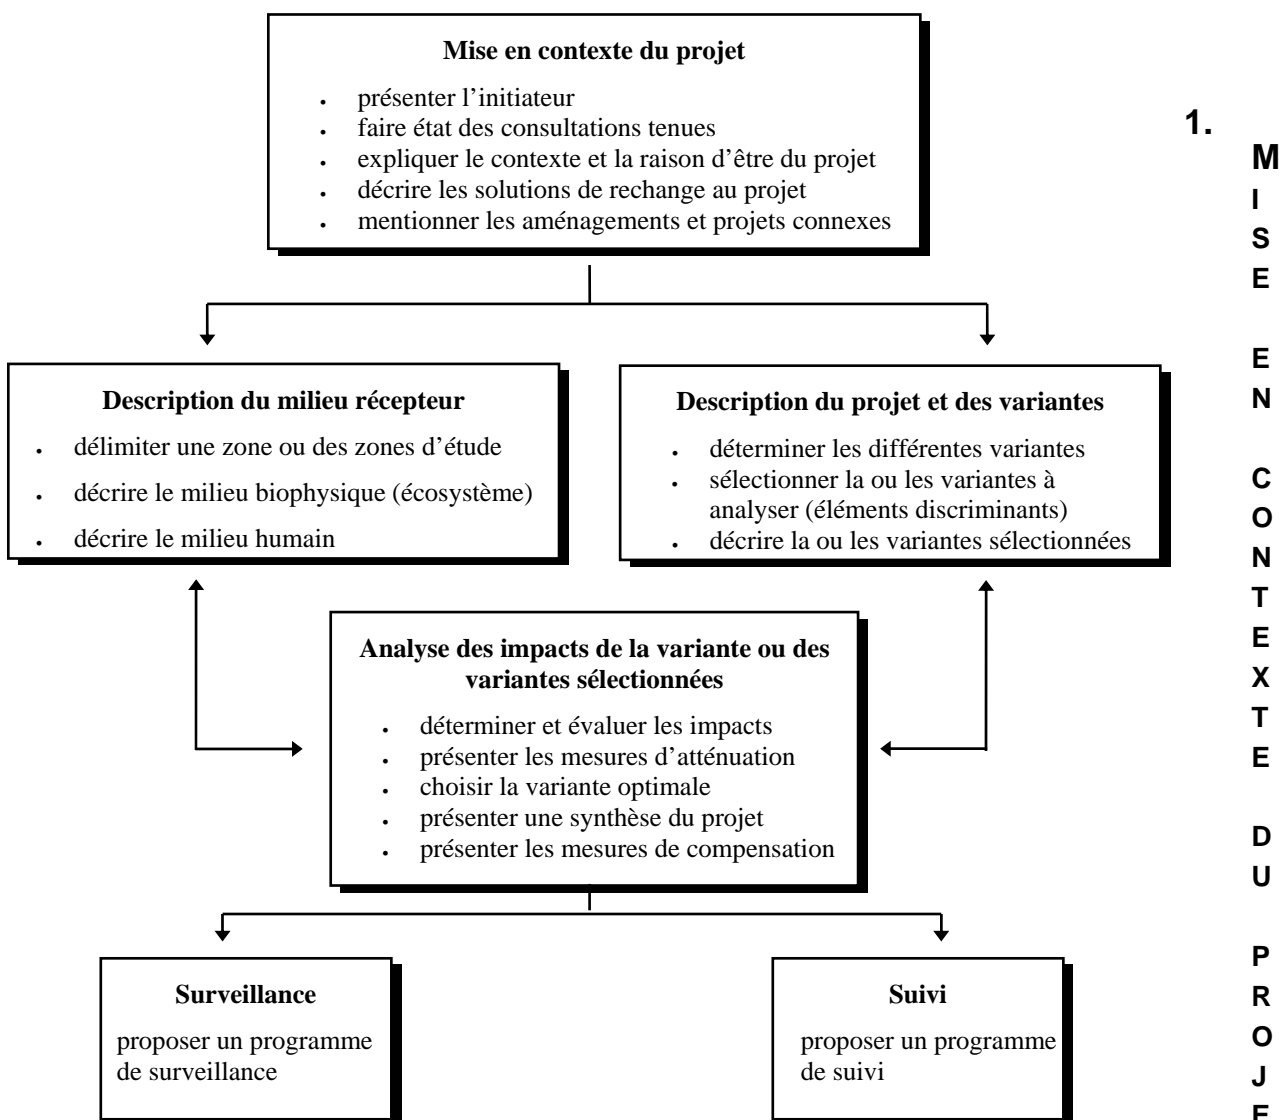 Mise en contexte du projet
• présenter l’initiateur
• faire état des consultations tenues
• expliquer le contexte et la raison d’être du projet
• décrire les solutions de rechange au projet
• mentionner les aménagements et projets connexes
Description du milieu récepteur
• délimiter une zone ou des zones d’étude
• décrire le milieu biophysique (écosystème)
• décrire le milieu humain
Description du projet et des variantes
• déterminer les différentes variantes
• sélectionner la ou les variantes à
analyser (éléments discriminants)
• décrire la ou les variantes sélectionnées
Analyse des impacts de la variante ou des
variantes sélectionnées
• déterminer et évaluer les impacts
• présenter les mesures d’atténuation
• choisir la variante optimale
• présenter une synthèse du projet
• présenter les mesures de compensation
Surveillance
proposer un programme
de surveillance
Suivi
proposer un programme
de suivi
1.
M
I
S
E
E
N
C
O
N
T
E
X
T
E
D
U
P
R
O
J
E